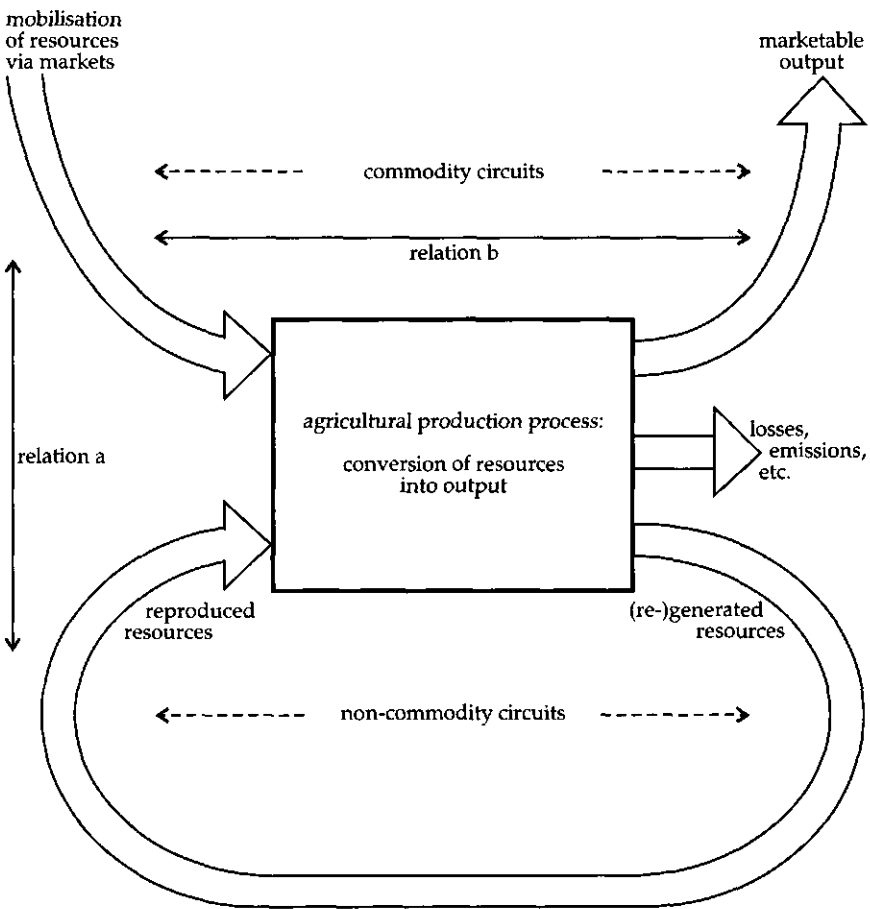 mobilisation
of resources
via markets
marketable
output
commodity circuits
relation b
relation a
agricultural production process:
conversion of resources
into output
losses,
emissions,
etc.
reproduced
resources
(re-)generated
resources
non-commodity circuits